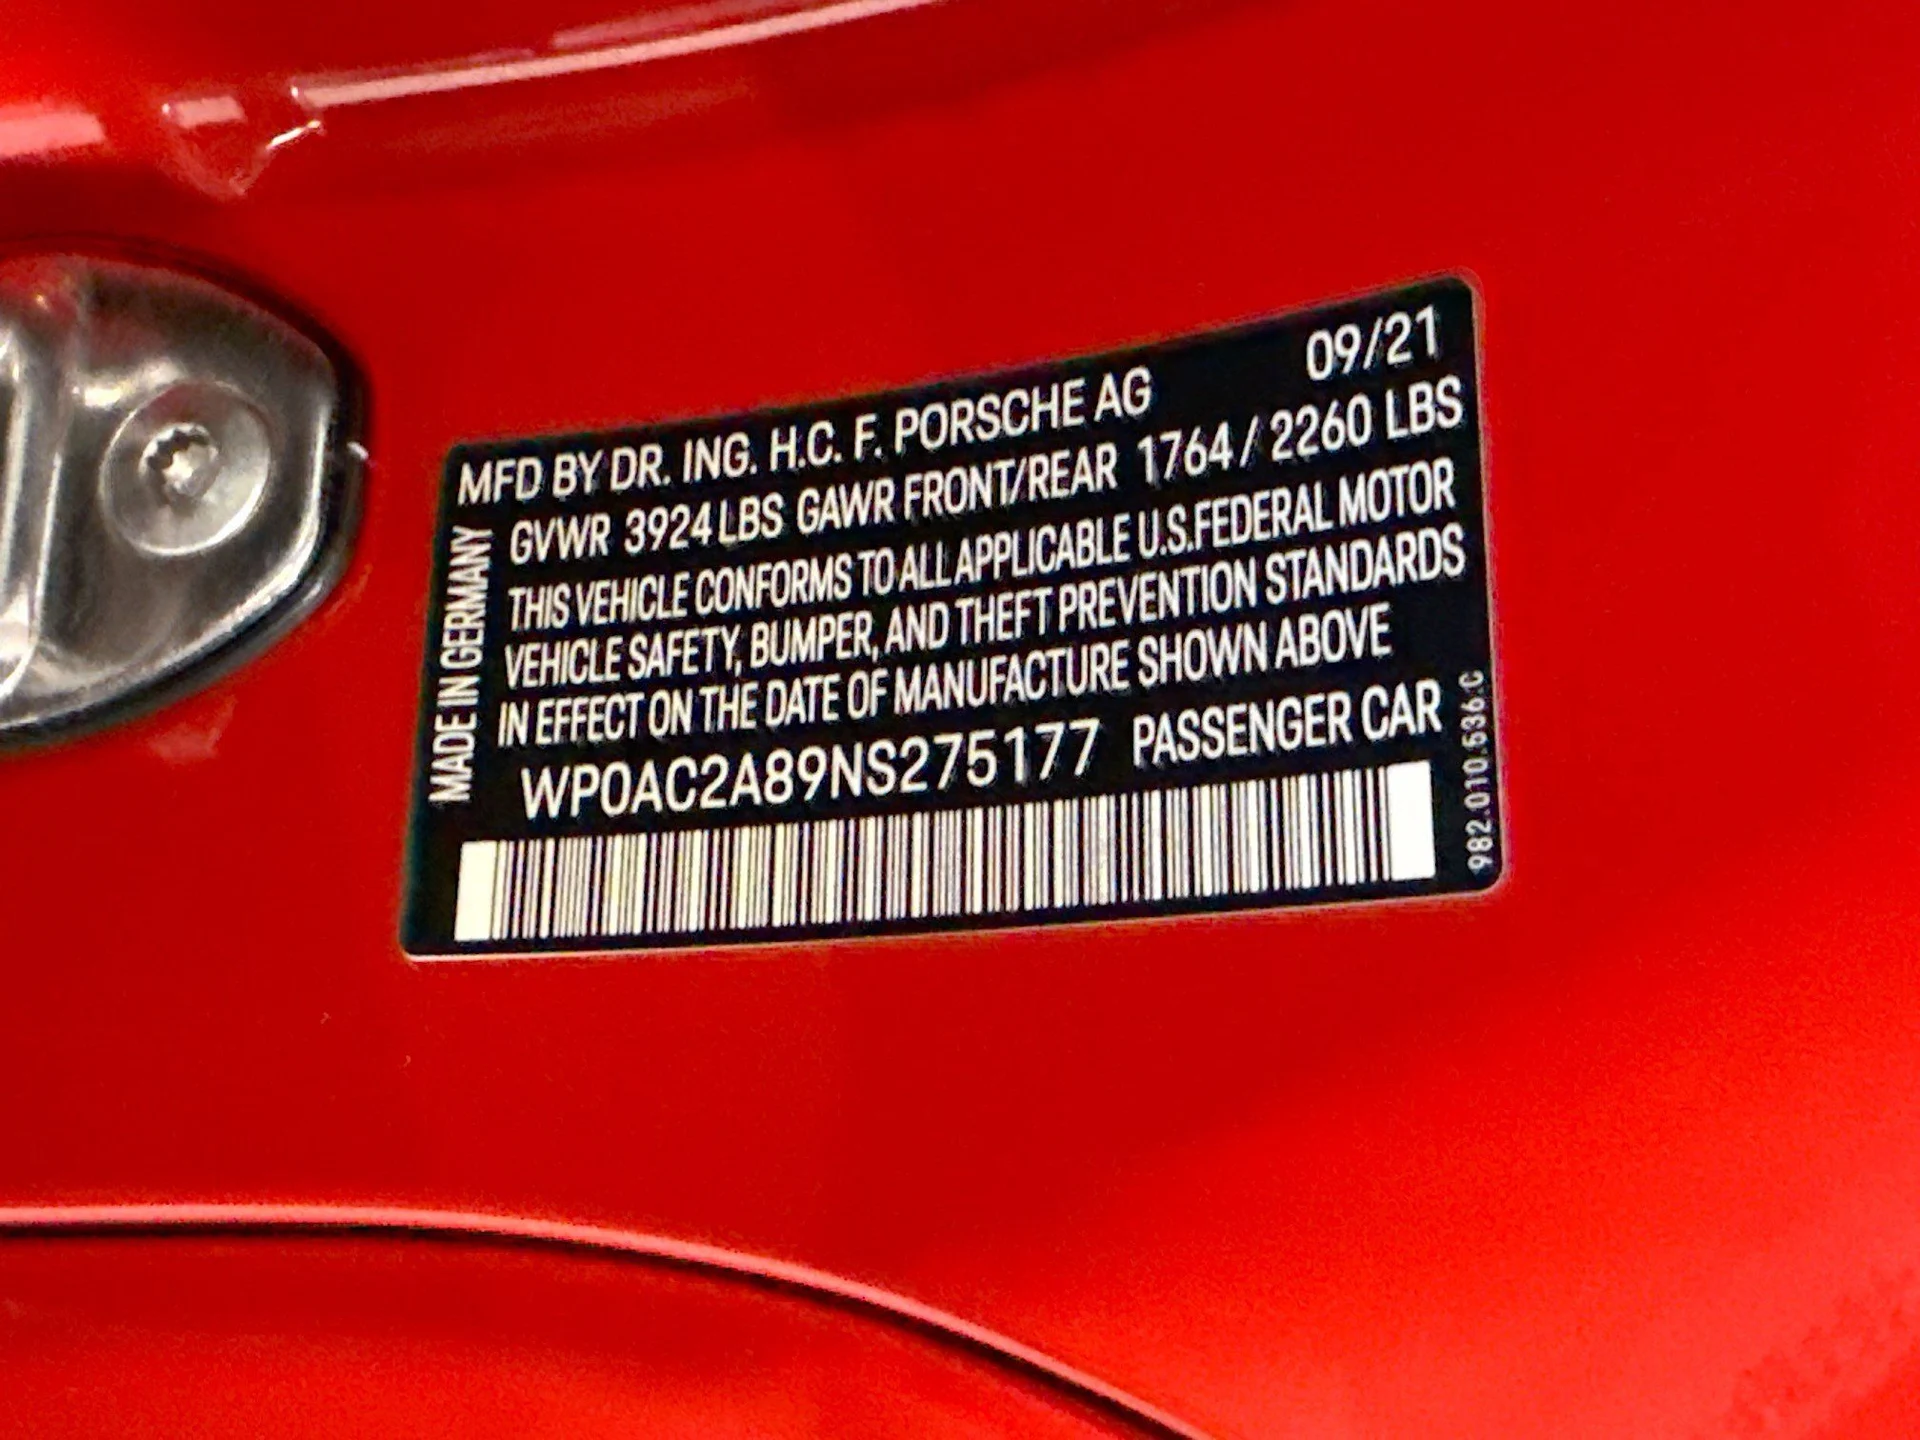 MFD BY DR. ING. H.C. F. PORSCHE AG 09/21
GVWR 3924 LBS GAWR FRONT/REAR 1764 / 2260 LBS
THIS VEHICLE CONFORMS TO ALL APPLICABLE U.S.FEDERAL MOTOR
VEHICLE SAFETY, BUMPER, AND THEFT PREVENTION STANDARDS
IN EFFECT ON THE DATE OF MANUFACTURE SHOWN ABOVE
WP0AC2A89NS275177 PASSENGER CAR
MADE IN GERMANY
982.010.536.C